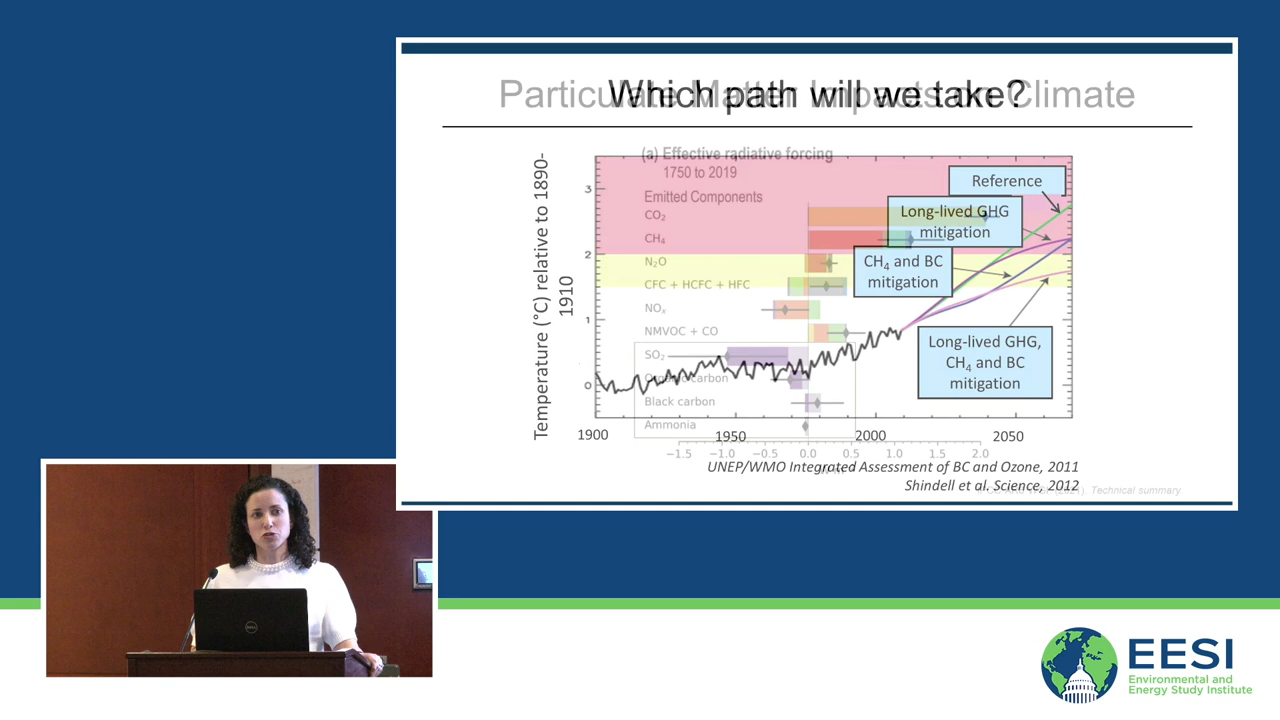 Particulate Matter Impacts on Climate
Which path will we take?
(a) Effective radiative forcing
1750 to 2019
Emitted Components
CO₂
CH₄
N₂O
CFC + HCFC + HFC
NOₓ
NMVOC + CO
SO₂
Organic carbon
Black carbon
Ammonia
−1.5 −1.0 −0.5 0.0 0.5 1.0 1.5 2.0
Temperature (°C) relative to 1890-
1910
3
2
1
0
1900 1950 2000 2050
Reference
Long-lived GHG
mitigation
CH₄ and BC
mitigation
Long-lived GHG,
CH₄ and BC
mitigation
UNEP/WMO Integrated Assessment of BC and Ozone, 2011
Shindell et al. Science, 2012
Technical summary.
DELL
EESI
Environmental and
Energy Study Institute